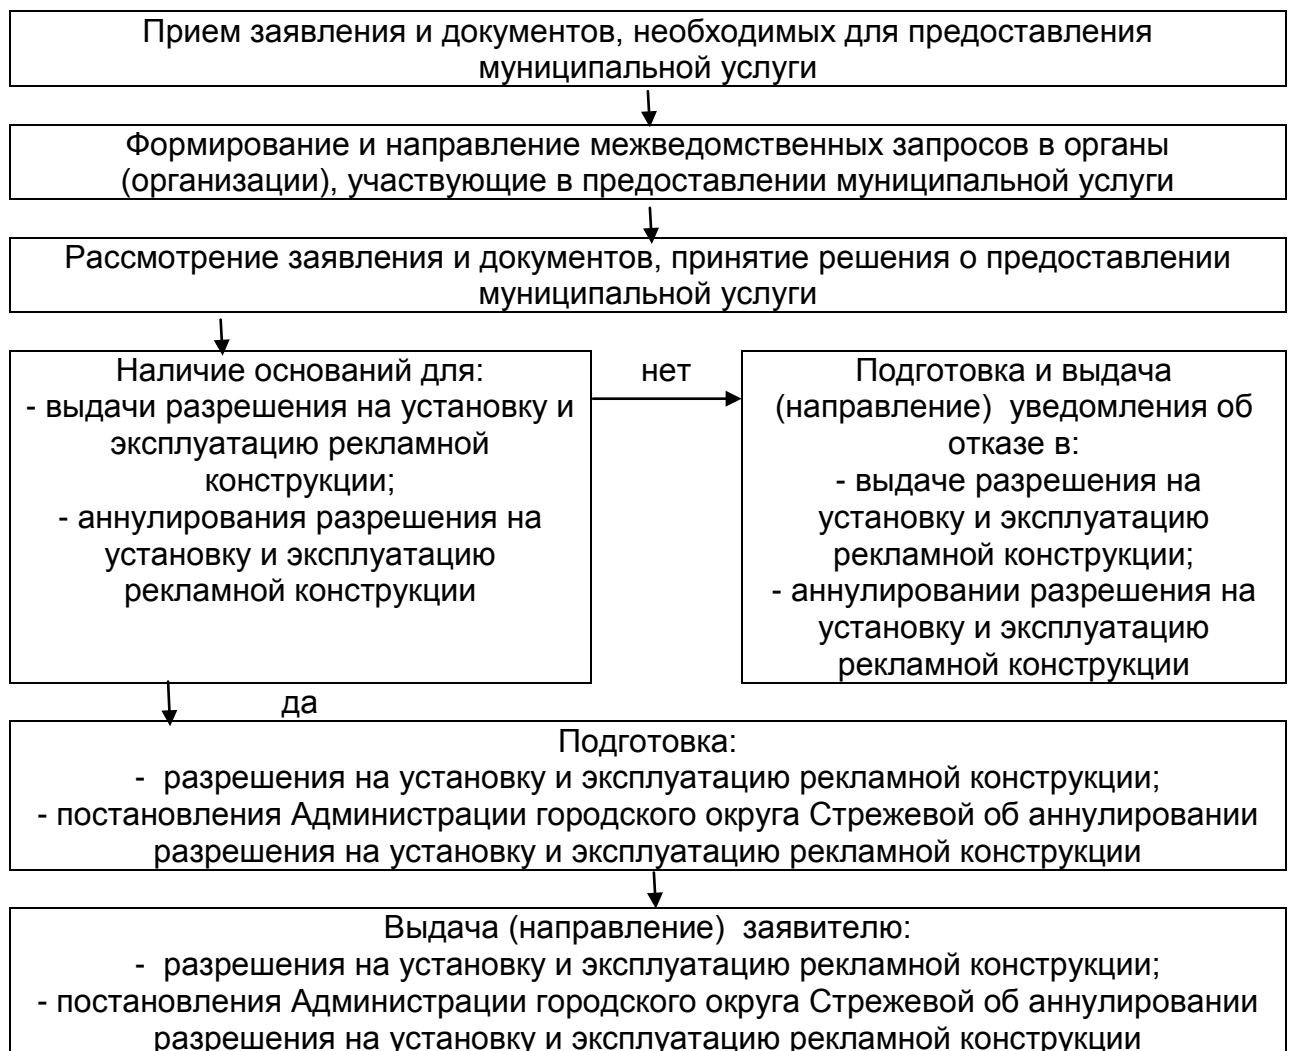 Прием заявления и документов, необходимых для предоставления
муниципальной услуги
Формирование и направление межведомственных запросов в органы
(организации), участвующие в предоставлении муниципальной услуги
Рассмотрение заявления и документов, принятие решения о предоставлении
муниципальной услуги
Наличие оснований для:
- выдачи разрешения на установку и
эксплуатацию рекламной
конструкции;
- аннулирования разрешения на
установку и эксплуатацию
рекламной конструкции
нет
Подготовка и выдача
(направление) уведомления об
отказе в:
- выдаче разрешения на
установку и эксплуатацию
рекламной конструкции;
- аннулировании разрешения на
установку и эксплуатацию
рекламной конструкции
да
Подготовка:
- разрешения на установку и эксплуатацию рекламной конструкции;
- постановления Администрации городского округа Стрежевой об аннулировании
разрешения на установку и эксплуатацию рекламной конструкции
Выдача (направление) заявителю:
- разрешения на установку и эксплуатацию рекламной конструкции;
- постановления Администрации городского округа Стрежевой об аннулировании
разрешения на установку и эксплуатацию рекламной конструкции